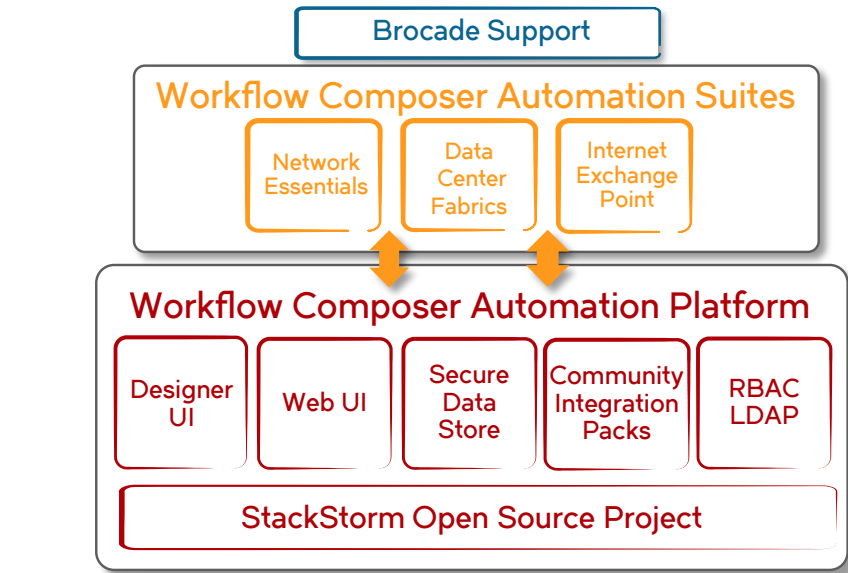 Brocade Support
Workflow Composer Automation Suites
Network
Essentials
Data
Center
Fabrics
Internet
Exchange
Point
Workflow Composer Automation Platform
Designer
UI
Web UI
Secure
Data
Store
Community
Integration
Packs
RBAC
LDAP
StackStorm Open Source Project